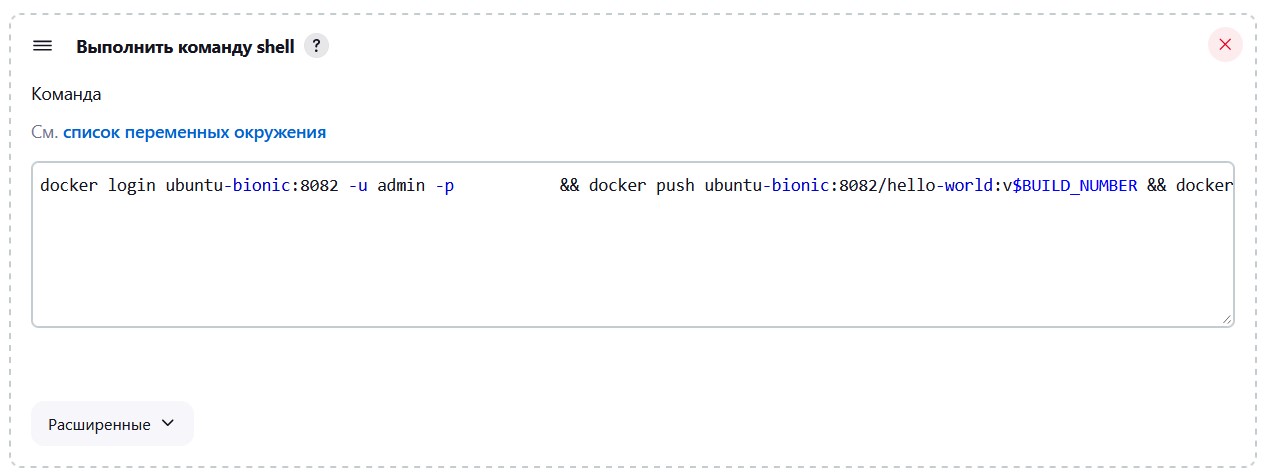 Выполнить команду shell ?
Команда
См. список переменных окружения
docker login ubuntu-bionic:8082 -u admin -p && docker push ubuntu-bionic:8082/hello-world:v$BUILD_NUMBER && docker
Расширенные